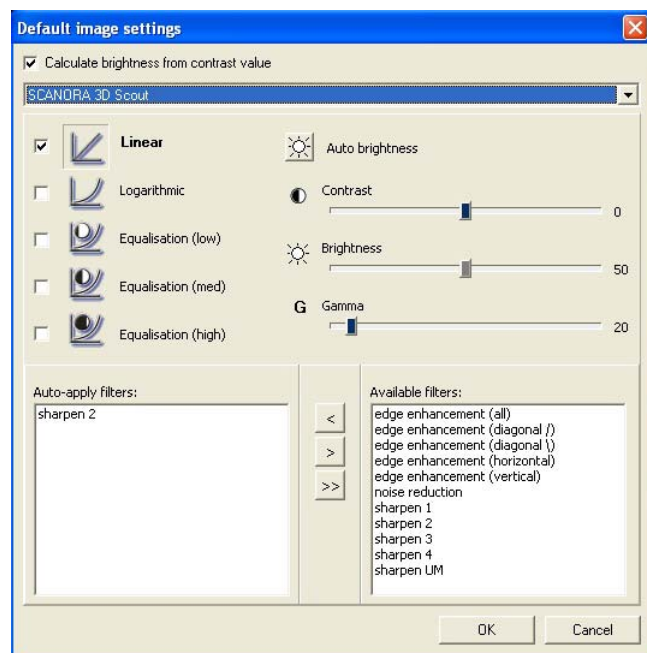 Default image settings
Calculate brightness from contrast value
SCANORA 3D Scout
Linear
Logarithmic
Equalisation (low)
Equalisation (med)
Equalisation (high)
Auto brightness
Contrast
0
Brightness
50
G Gamma
20
Auto-apply filters:
sharpen 2
<
>
>>
Available filters:
edge enhancement (all)
edge enhancement (diagonal /)
edge enhancement (diagonal \)
edge enhancement (horizontal)
edge enhancement (vertical)
noise reduction
sharpen 1
sharpen 2
sharpen 3
sharpen 4
sharpen UM
OK Cancel